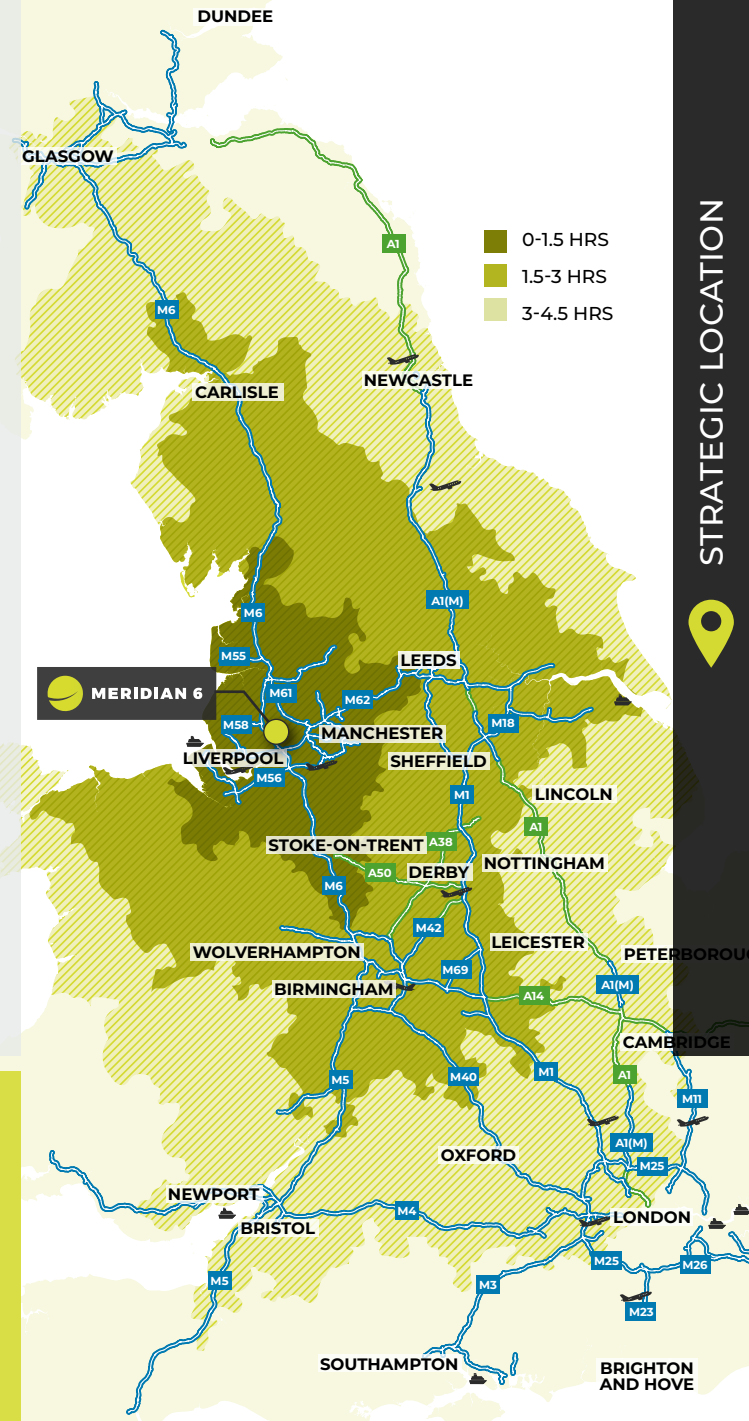 DUNDEE
GLASGOW
A1
0-1.5 HRS
1.5-3 HRS
3-4.5 HRS
STRATEGIC LOCATION
M6
NEWCASTLE
CARLISLE
A1(M)
M6
M55
LEEDS
MERIDIAN 6
M61
M62
M58
M18
MANCHESTER
LIVERPOOL
SHEFFIELD
M56
M1
LINCOLN
A1
STOKE-ON-TRENT
A38
NOTTINGHAM
A50
DERBY
M6
M42
LEICESTER
WOLVERHAMPTON
PETERBOROU
M69
BIRMINGHAM
A1(M)
A14
CAMBRIDGE
M5
M40
M1
A1
M11
A1(M)
OXFORD
M25
NEWPORT
M4
LONDON
BRISTOL
M25
M26
M5
M3
M23
SOUTHAMPTON
BRIGHTON
AND HOVE